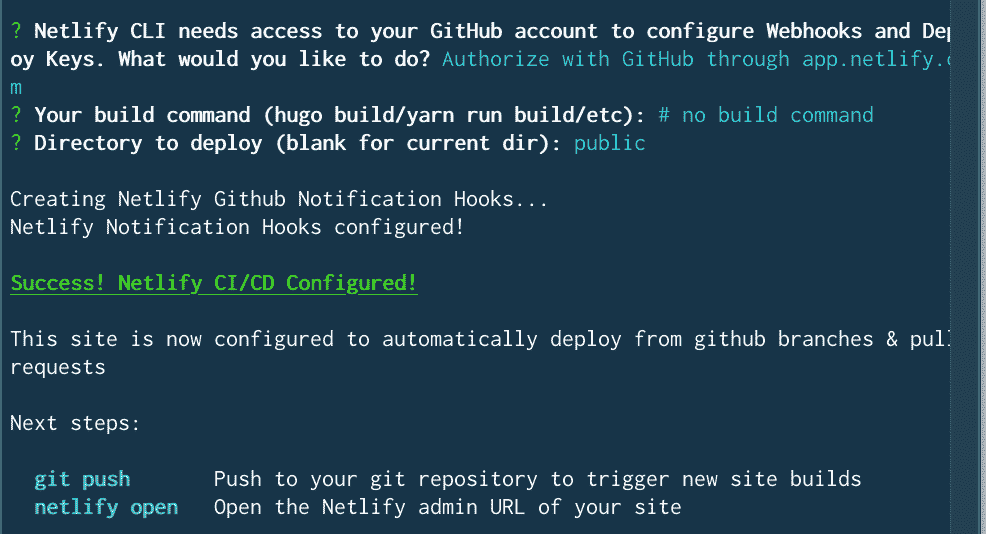 ? Netlify CLI needs access to your GitHub account to configure Webhooks and Dep
oy Keys. What would you like to do? Authorize with GitHub through app.netlify.c
m
? Your build command (hugo build/yarn run build/etc): # no build command
? Directory to deploy (blank for current dir): public
Creating Netlify Github Notification Hooks...
Netlify Notification Hooks configured!
Success! Netlify CI/CD Configured!
This site is now configured to automatically deploy from github branches & pull
requests
Next steps:
git push Push to your git repository to trigger new site builds
netlify open Open the Netlify admin URL of your site